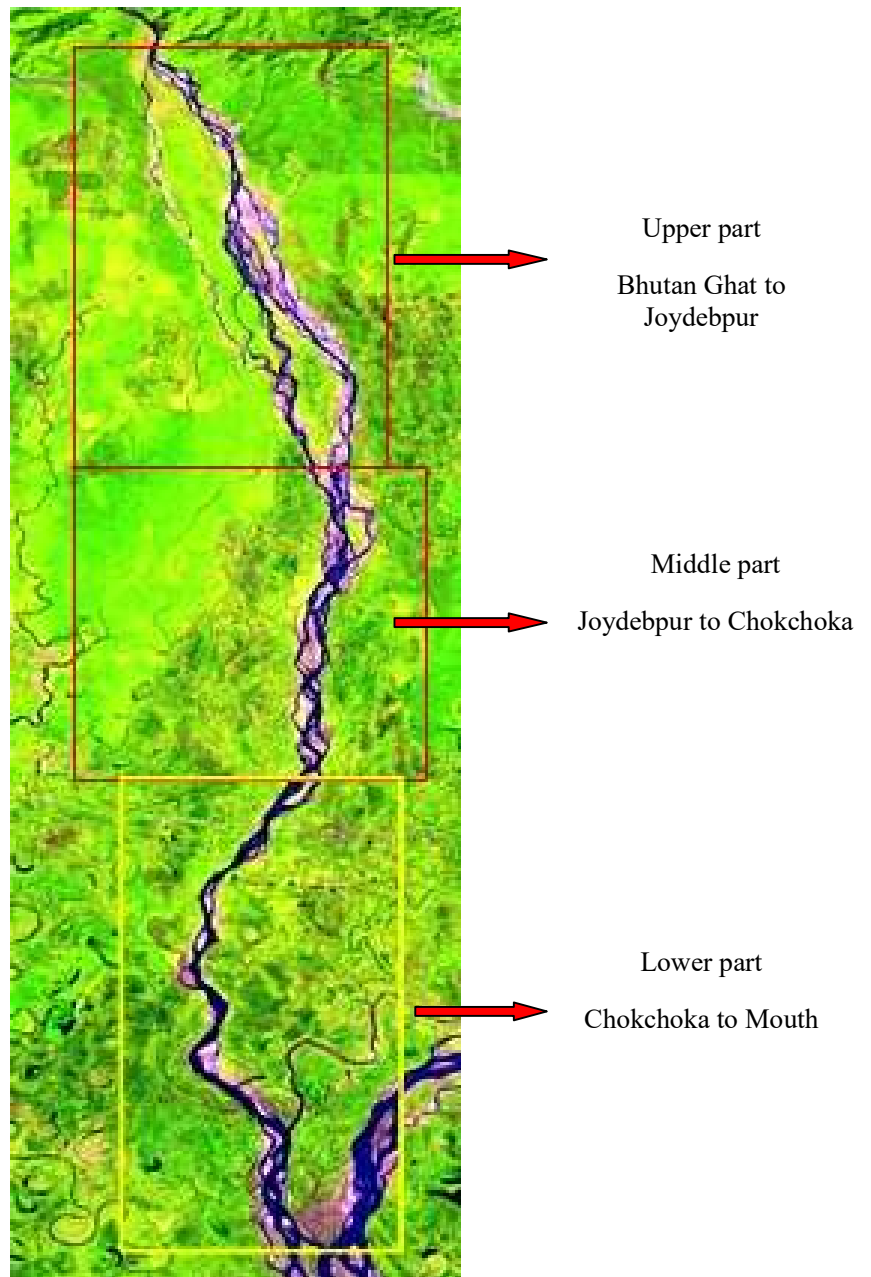 Upper part
Bhutan Ghat to
Joydebpur
Middle part
Joydebpur to Chokchoka
Lower part
Chokchoka to Mouth